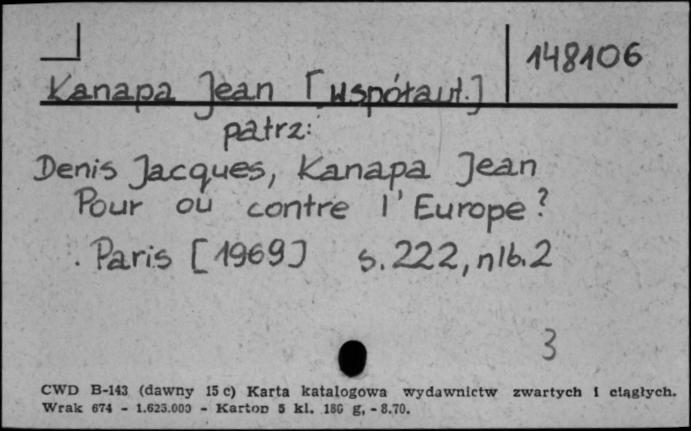 148106
Kanapa Jean [współaut.]
patrz:
Denis Jacques, Kanapa Jean
Pour ou contre l'Europe?
Paris [1969] s.222, nlb.2
3
CWD B-143 (dawny 15 c) Karta katalogowa wydawnictw zwartych i ciągłych.
Wrak 674 - 1.625.000 - Karton 5 kl. 180 g. - 8.70.